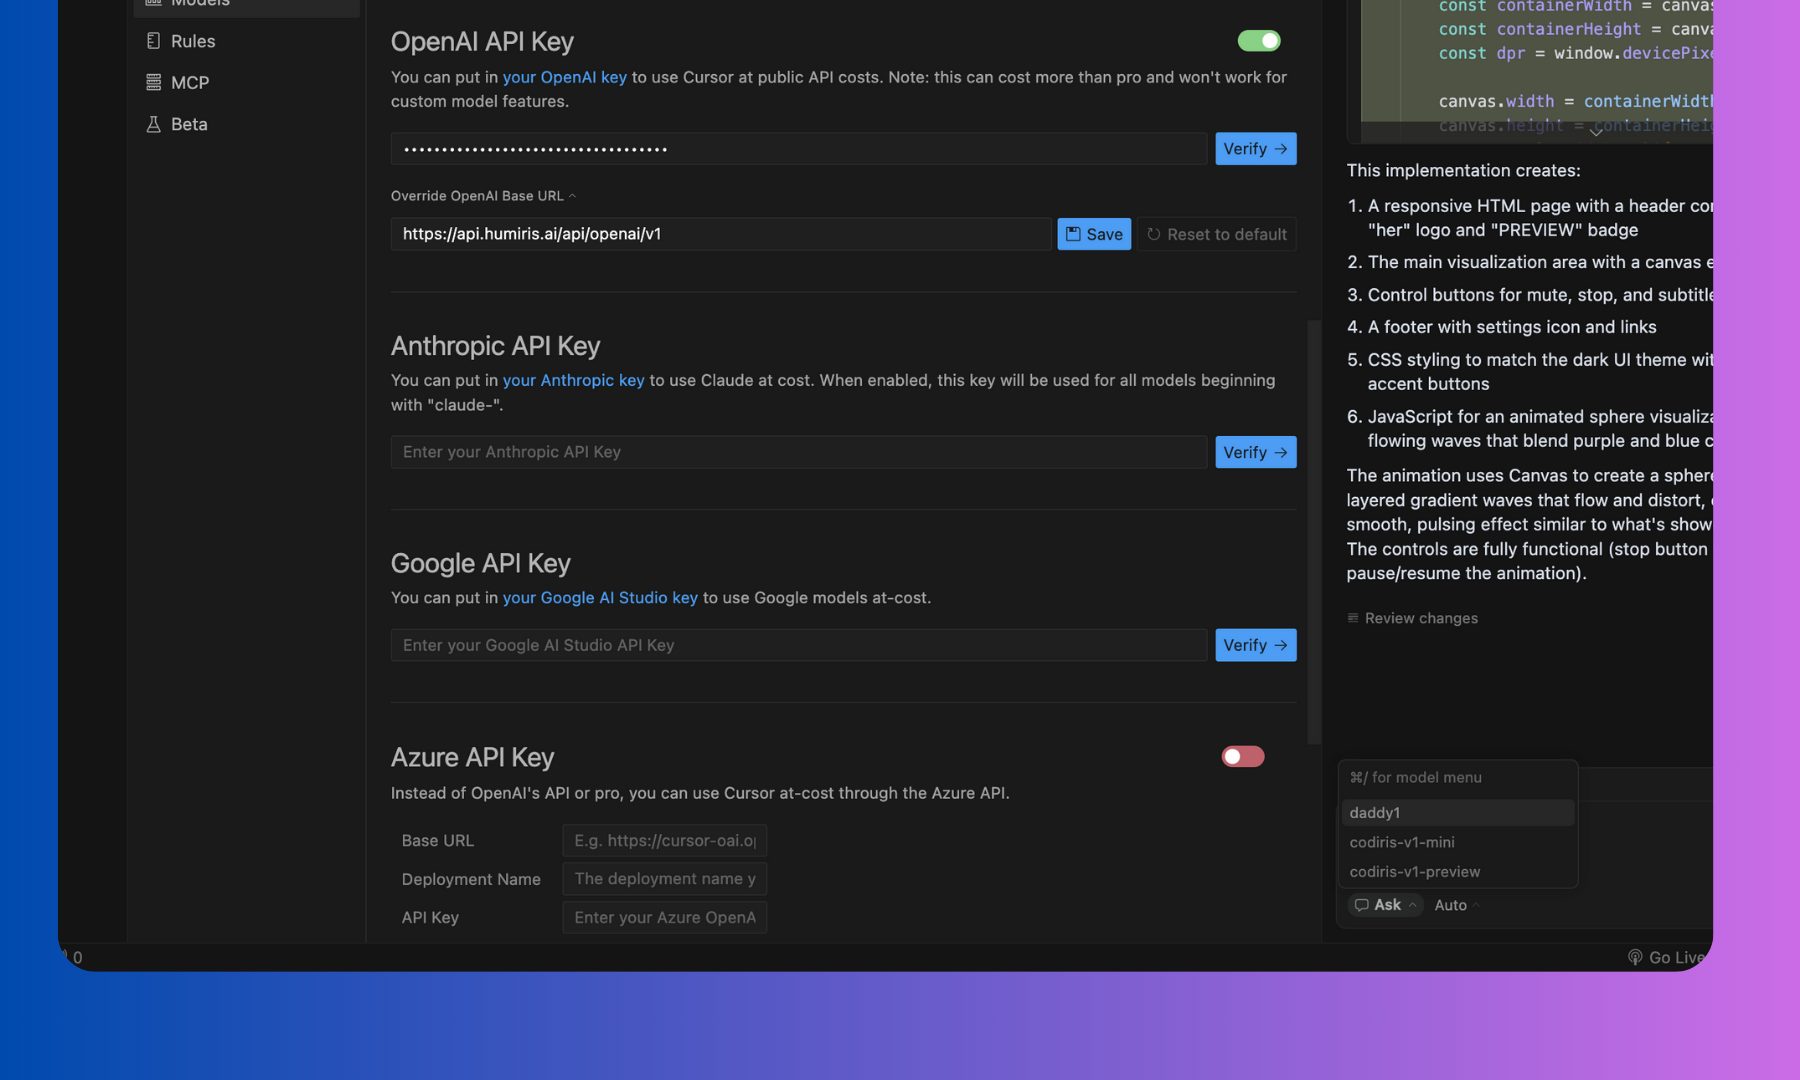 Models
Rules
MCP
Beta
OpenAI API Key
You can put in your OpenAI key to use Cursor at public API costs. Note: this can cost more than pro and won't work for
custom model features.
••••••••••••••••••••••••••••••••••• Verify →
Override OpenAI Base URL
https://api.humiris.ai/api/openai/v1 Save Reset to default
Anthropic API Key
You can put in your Anthropic key to use Claude at cost. When enabled, this key will be used for all models beginning
with "claude-".
Enter your Anthropic API Key Verify →
Google API Key
You can put in your Google AI Studio key to use Google models at-cost.
Enter your Google AI Studio API Key Verify →
Azure API Key
Instead of OpenAI's API or pro, you can use Cursor at-cost through the Azure API.
Base URL E.g. https://cursor-oai.o
Deployment Name The deployment name y
API Key Enter your Azure OpenA
const containerWidth = canvas
const containerHeight = canva
const dpr = window.devicePixe
canvas.width = containerWidt
canvas.height = containerHeig
This implementation creates:
1. A responsive HTML page with a header co
"her" logo and "PREVIEW" badge
2. The main visualization area with a canvas e
3. Control buttons for mute, stop, and subtitle
4. A footer with settings icon and links
5. CSS styling to match the dark UI theme wit
accent buttons
6. JavaScript for an animated sphere visualiza
flowing waves that blend purple and blue c
The animation uses Canvas to create a sphere
layered gradient waves that flow and distort,
smooth, pulsing effect similar to what's show
The controls are fully functional (stop button
pause/resume the animation).
Review changes
⌘/ for model menu
daddy1
codiris-v1-mini
codiris-v1-preview
Ask Auto
0
Go Live